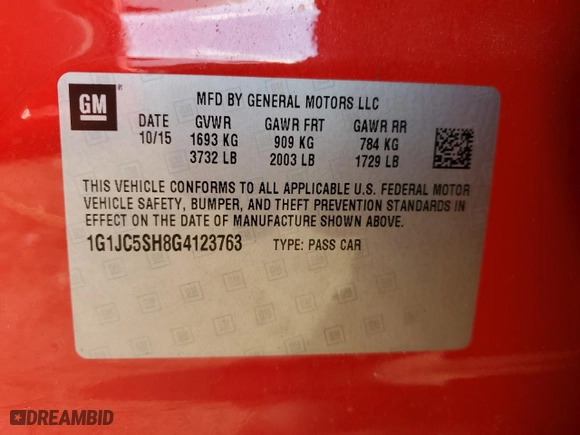 GM
MFD BY GENERAL MOTORS LLC
DATE GVWR GAWR FRT GAWR RR
10/15 1693 KG 909 KG 784 KG
3732 LB 2003 LB 1729 LB
THIS VEHICLE CONFORMS TO ALL APPLICABLE U.S. FEDERAL MOTOR
VEHICLE SAFETY, BUMPER, AND THEFT PREVENTION STANDARDS IN
EFFECT ON THE DATE OF MANUFACTURE SHOWN ABOVE.
1G1JC5SH8G4123763 TYPE: PASS CAR
DREAMBID